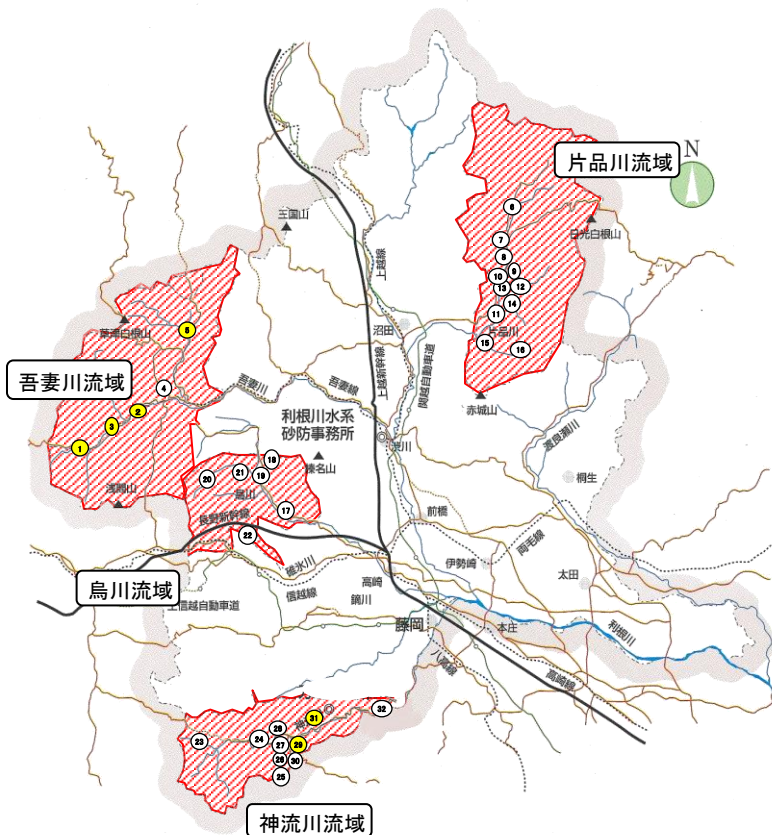 片品川流域
N
三国山
日光白根山
上越線
6
7
8
9
10
12
13
14
11
片品川
15
16
沼田
草津白根山
5
吾妻川流域
4
吾妻川
吾妻線
上越新幹線
関越自動車道
赤城山
2
3
1
利根川水系
砂防事務所
渋川
渡良瀬川
榛名山
浅間山
19
21
20
烏川
17
長野新幹線
22
桐生
前橋
両毛線
伊勢崎
太田
碓氷川
烏川流域
高崎
信越線
上信越自動車道
鏑川
藤岡
本庄
利根川
八高線
高崎線
32
31
28
23
24
27
29
30
25
神流川流域